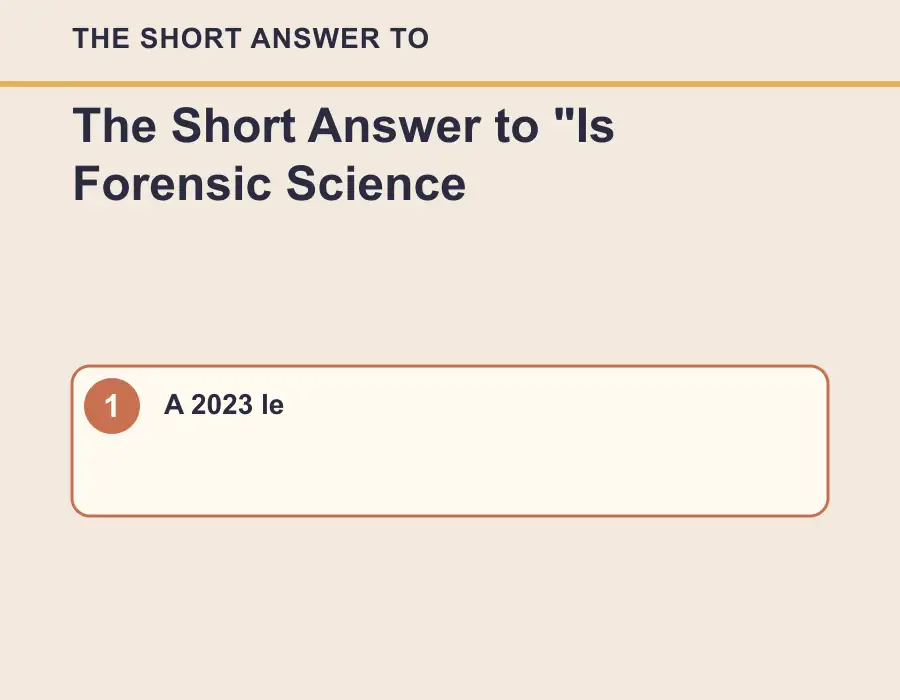 THE SHORT ANSWER TO
The Short Answer to "Is
Forensic Science
1
A 2023 le